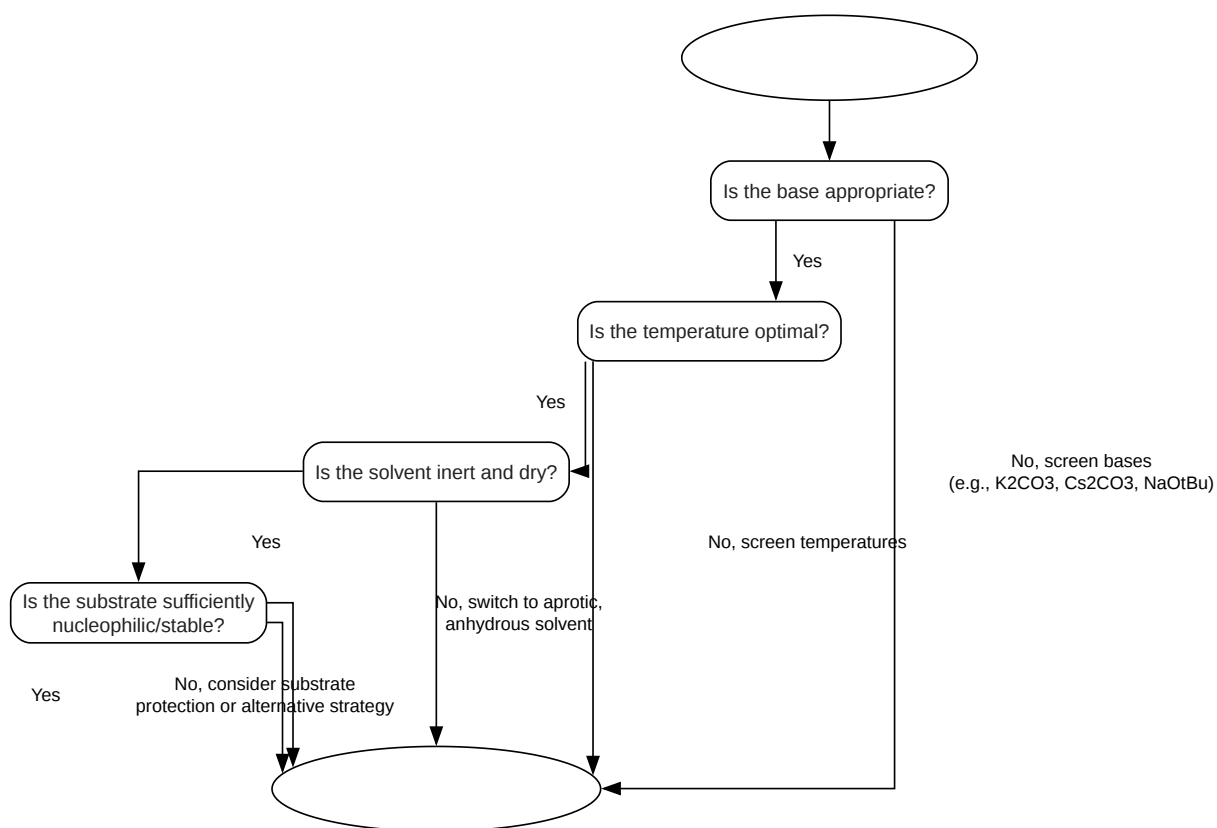 Is the base appropriate?
Yes
Is the temperature optimal?
Yes
No, screen bases
(e.g., K2CO3, Cs2CO3, NaOtBu)
Is the solvent inert and dry?
Yes
No, screen temperatures
Is the substrate sufficiently
nucleophilic/stable?
No, switch to aprotic,
anhydrous solvent
Yes
No, consider substrate
protection or alternative strategy